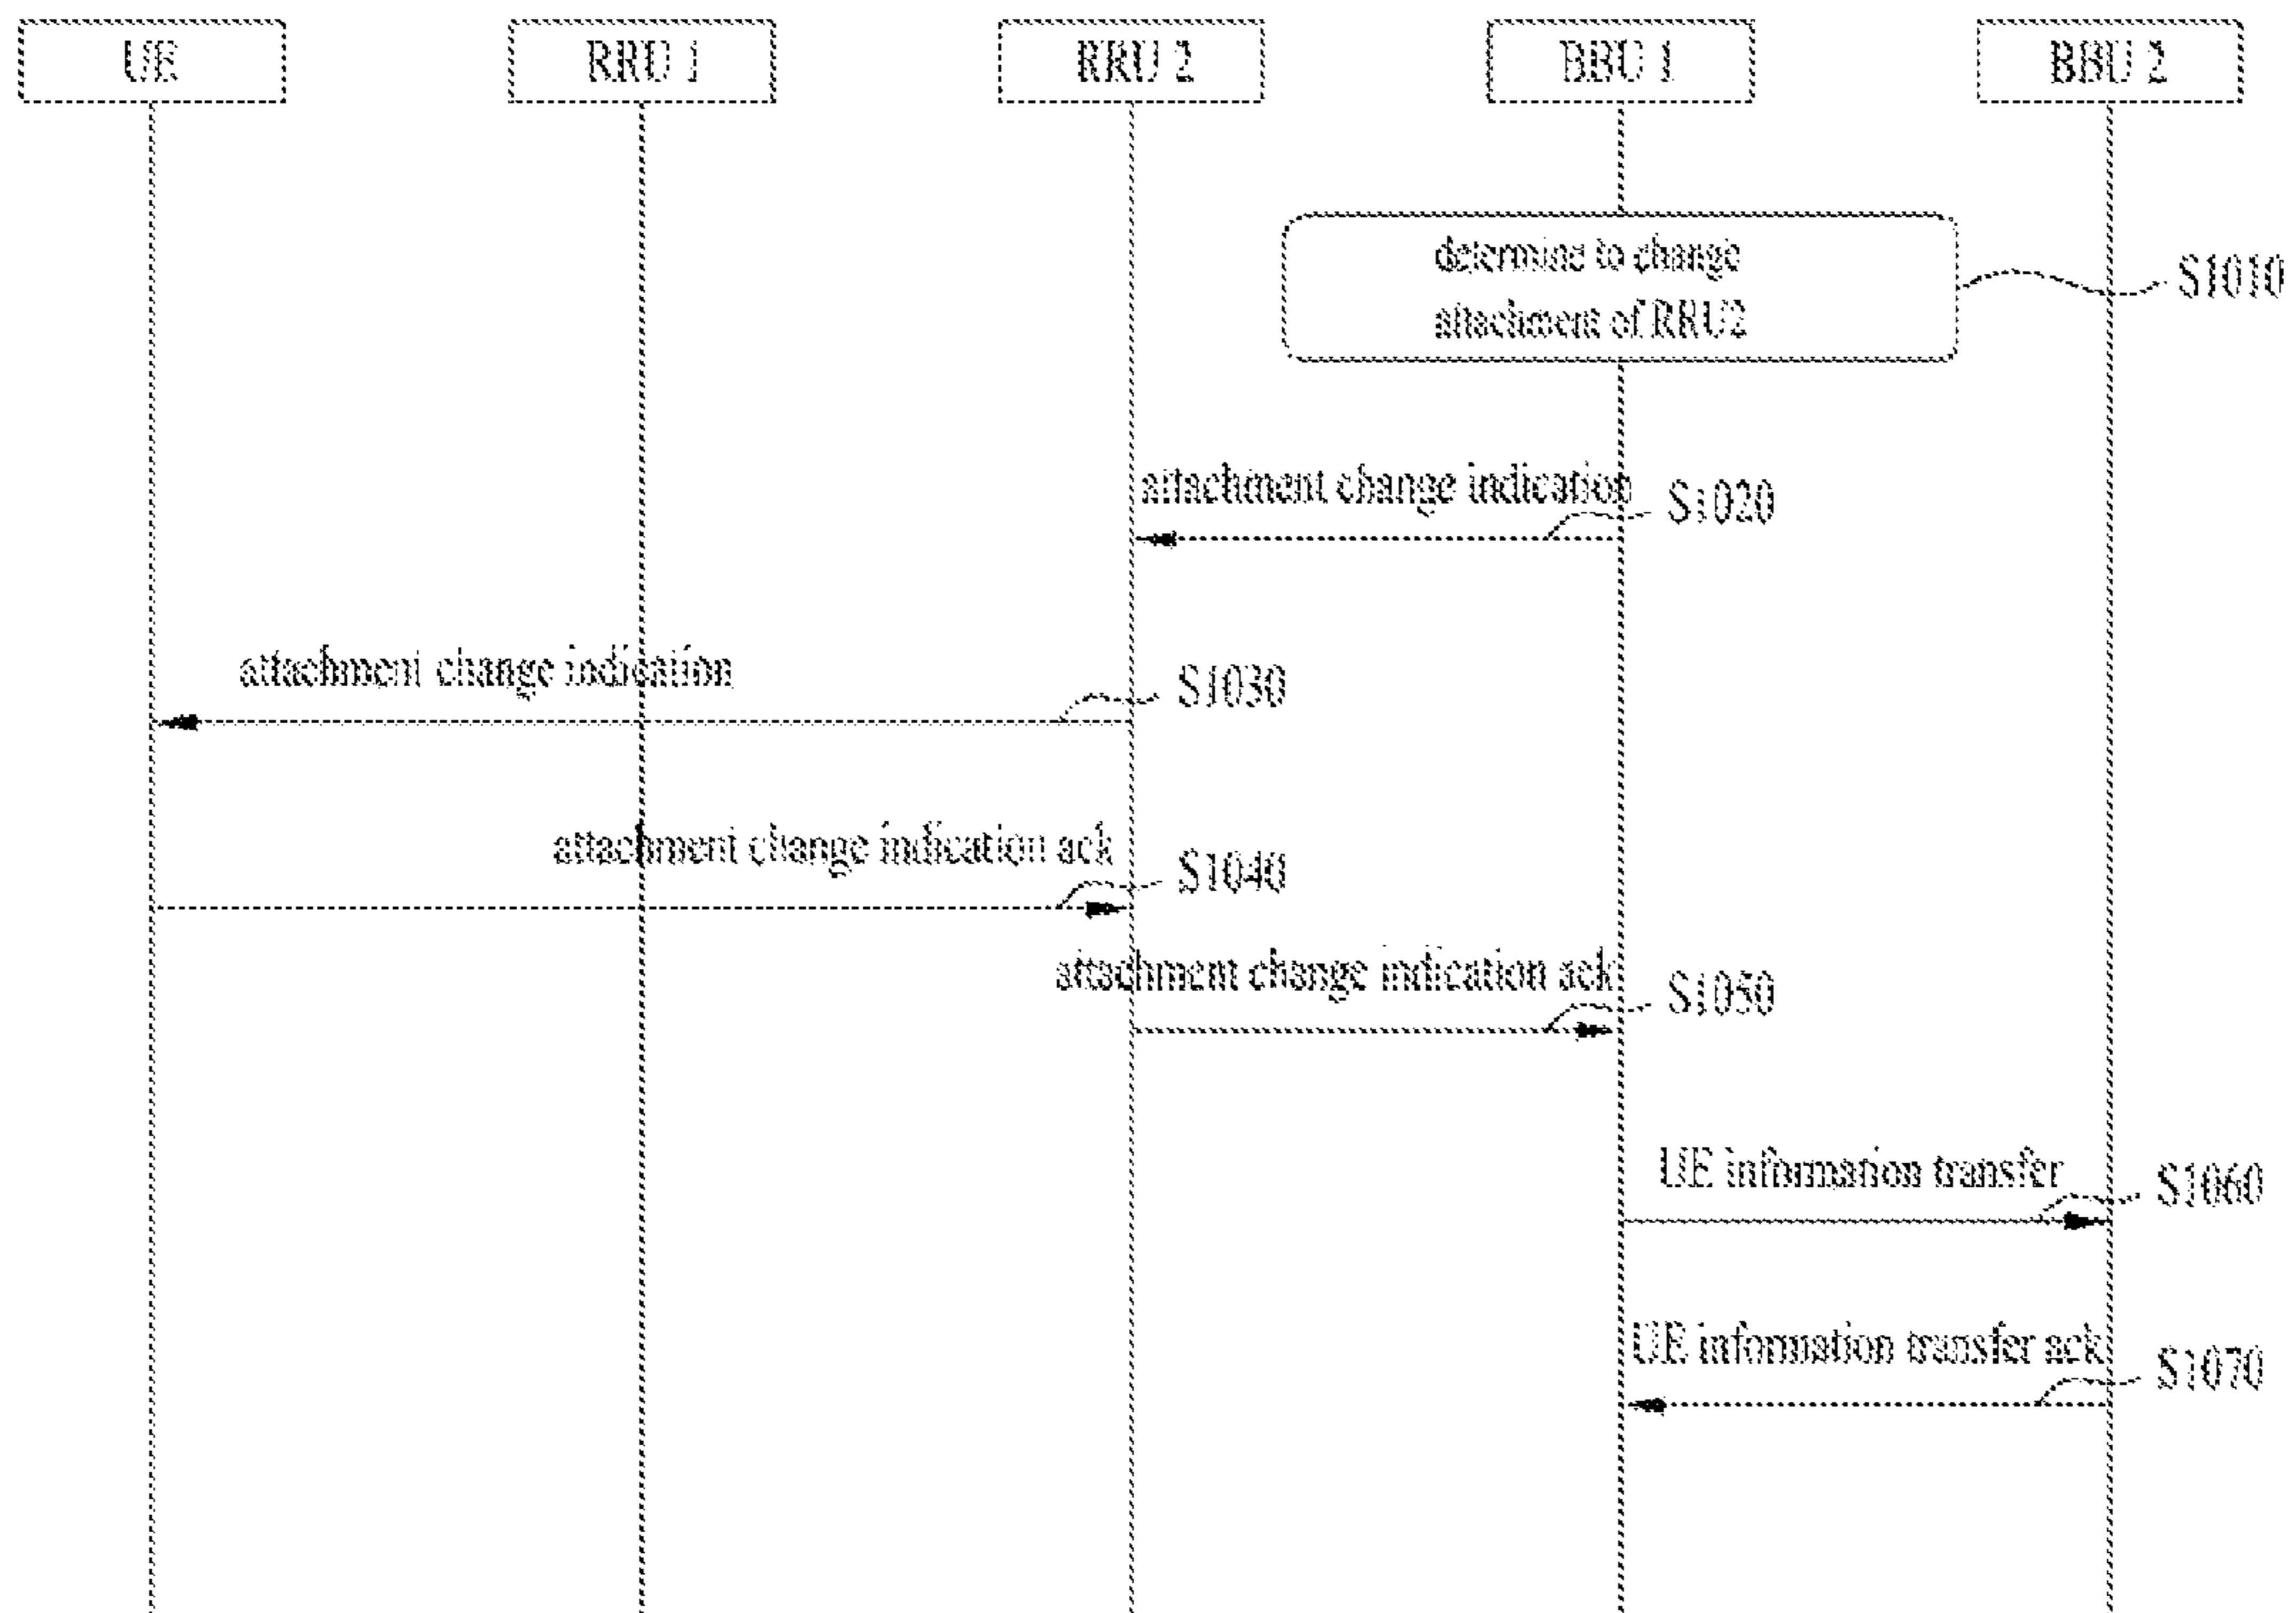 UE
RRU 1
RRU 2
BBU 1
BBU 2
determine to change
attachment of RRU2
S1010
attachment change indication
S1020
attachment change indication
S1030
attachment change indication ack
S1040
attachment change indication ack
S1050
UE information transfer
S1060
UE information transfer ack
S1070